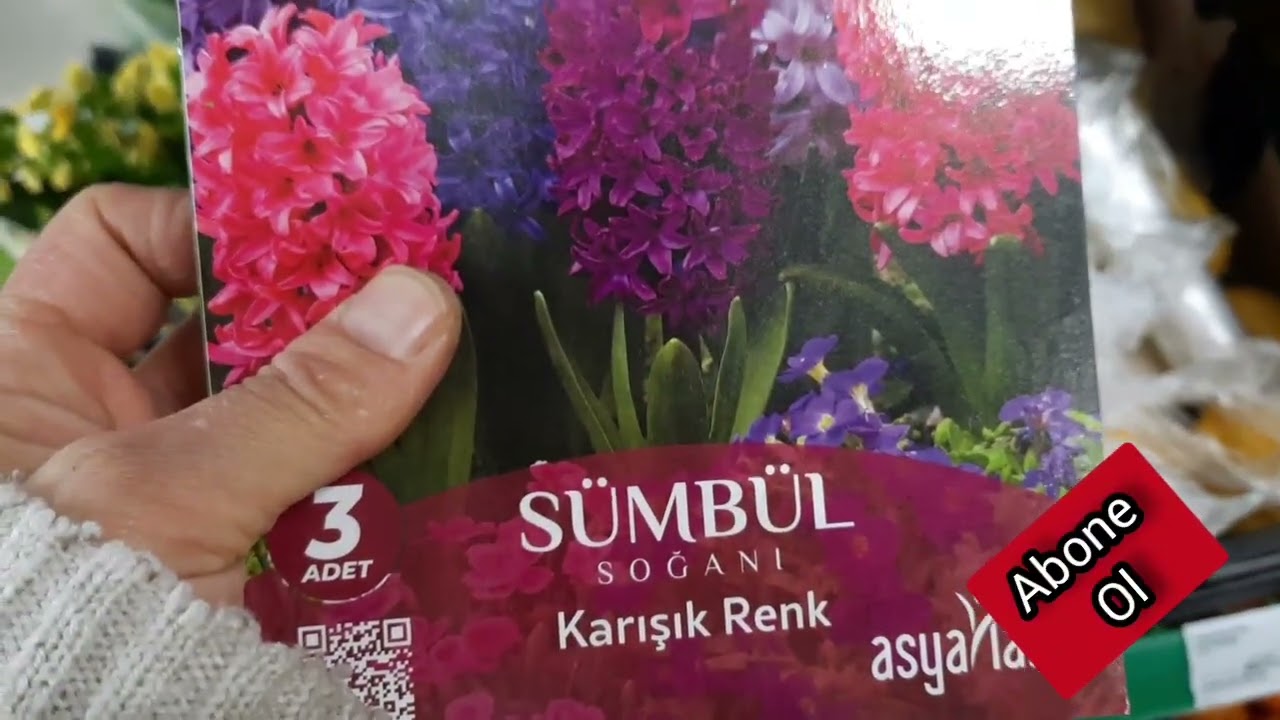 SÜMBÜL
SOĞANI
Karışık Renk
3
ADET
Abone
Ol